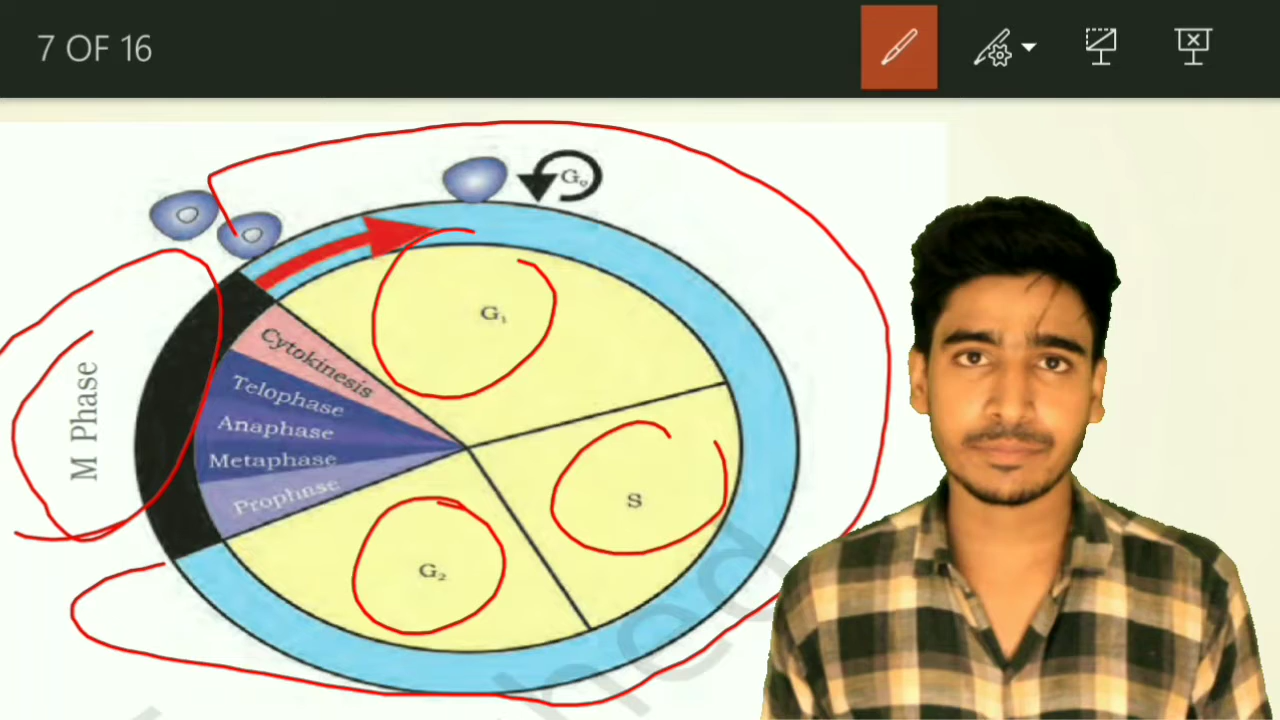 7 OF 16
G₀
G₁
Cytokinesis
Telophase
Anaphase
Metaphase
Prophase
M Phase
S
G₂